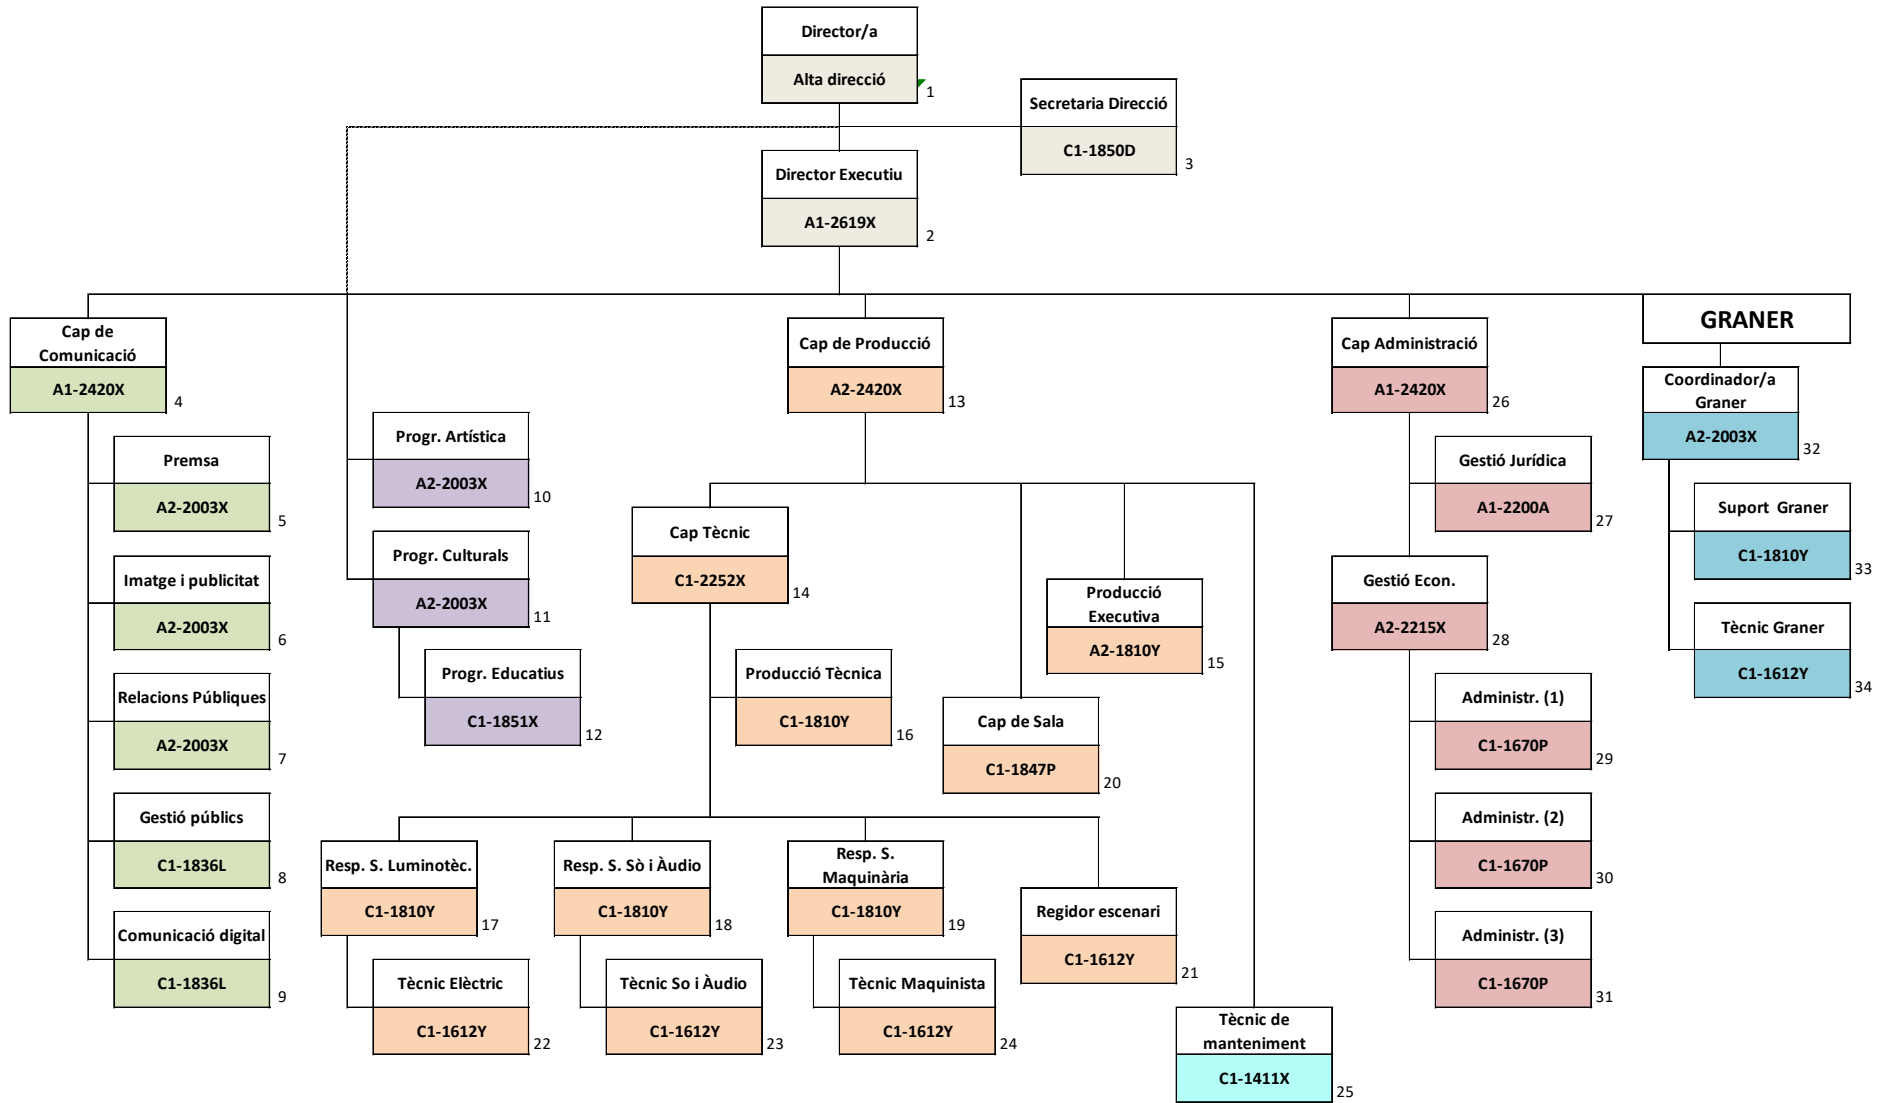 Director/a
Alta direcció
1
Secretaria Direcció
C1-1850D
3
Director Executiu
A1-2619X
2
Cap de
Comunicació
A1-2420X
4
Premsa
A2-2003X
5
Imatge i publicitat
A2-2003X
6
Relacions Públiques
A2-2003X
7
Gestió públics
C1-1836L
8
Comunicació digital
C1-1836L
9
Progr. Artística
A2-2003X
10
Progr. Culturals
A2-2003X
11
Progr. Educatius
C1-1851X
12
Cap de Producció
A2-2420X
13
Cap Tècnic
C1-2252X
14
Producció
Executiva
A2-1810Y
15
Producció Tècnica
C1-1810Y
16
Cap de Sala
C1-1847P
20
Resp. S. Luminotèc.
C1-1810Y
17
Resp. S. Sò i Àudio
C1-1810Y
18
Resp. S.
Maquinària
C1-1810Y
19
Regidor escenari
C1-1612Y
21
Tècnic Elèctric
C1-1612Y
22
Tècnic So i Àudio
C1-1612Y
23
Tècnic Maquinista
C1-1612Y
24
Tècnic de
manteniment
C1-1411X
25
Cap Administració
A1-2420X
26
Gestió Jurídica
A1-2200A
27
Gestió Econ.
A2-2215X
28
Administr. (1)
C1-1670P
29
Administr. (2)
C1-1670P
30
Administr. (3)
C1-1670P
31
GRANER
Coordinador/a
Graner
A2-2003X
32
Suport  Graner
C1-1810Y
33
Tècnic Graner
C1-1612Y
34